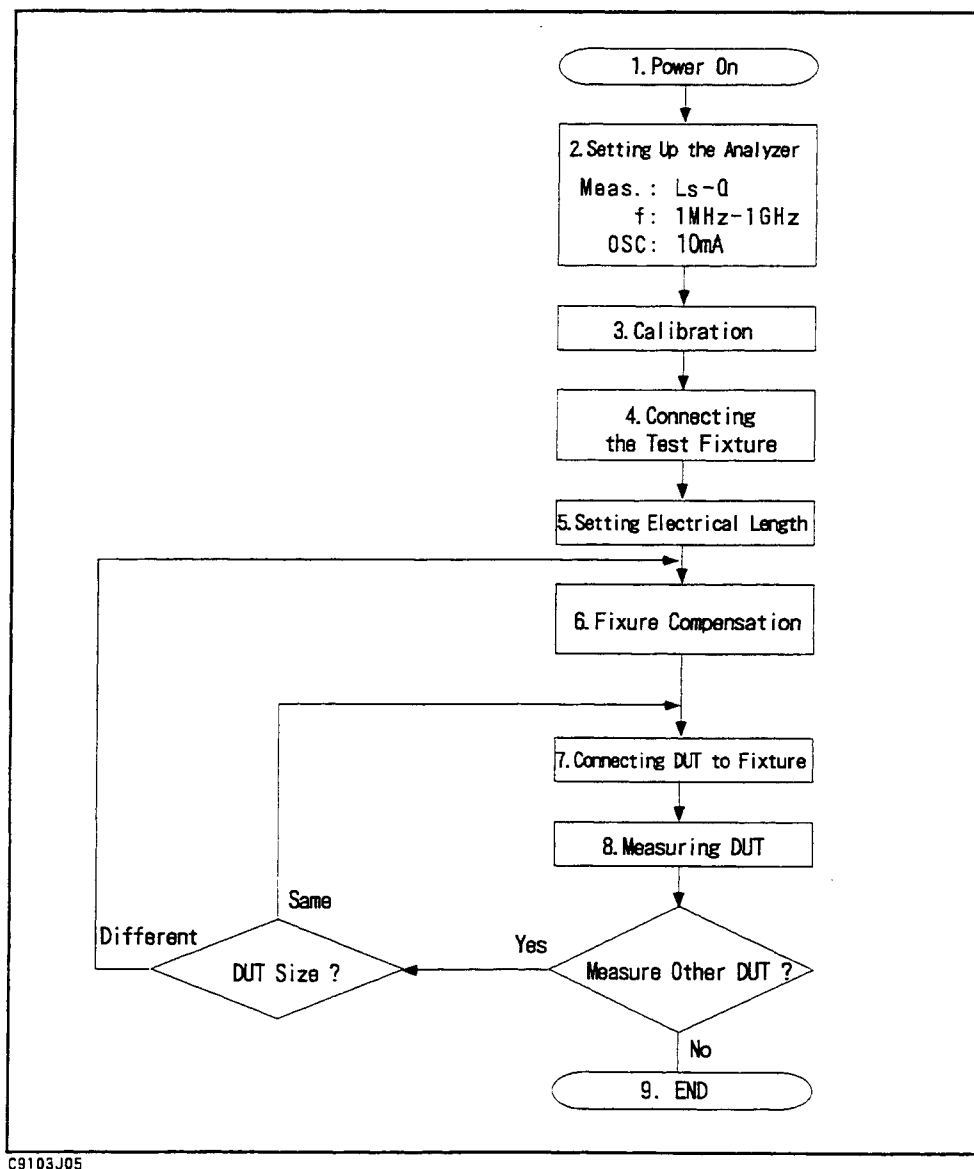 1.Power On
2.Setting Up the Analyzer
Meas.: Ls-Q
f: 1MHz-1GHz
OSC: 10mA
3.Calibration
4.Connecting
the Test Fixture
5.Setting Electrical Length
6.Fixure Compensation
7.Connecting DUT to Fixture
8.Measuring DUT
Same
Different
Yes
DUT Size ?
Measure Other DUT ?
No
9. END
C9103J05